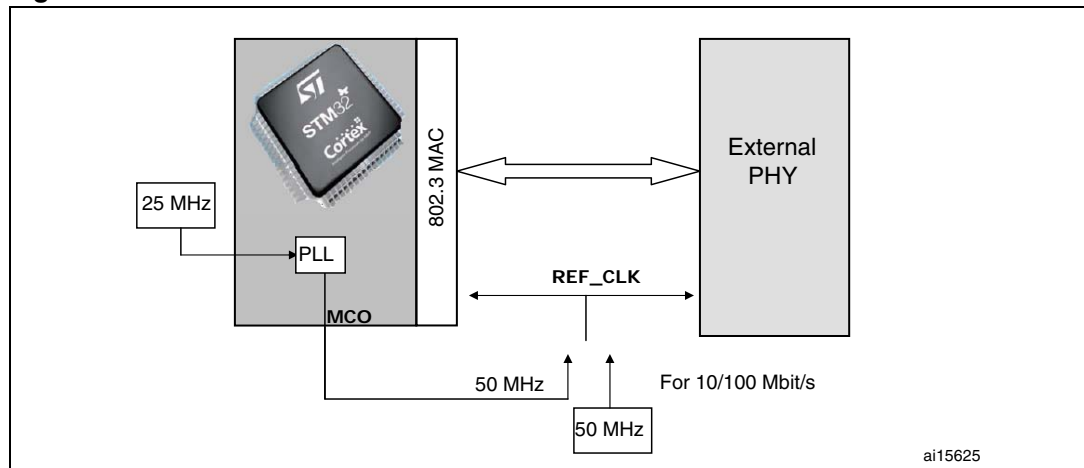 STM32
Cortex
802.3 MAC
External
PHY
25 MHz
PLL
REF_CLK
MCO
50 MHz
For 10/100 Mbit/s
50 MHz
ai15625